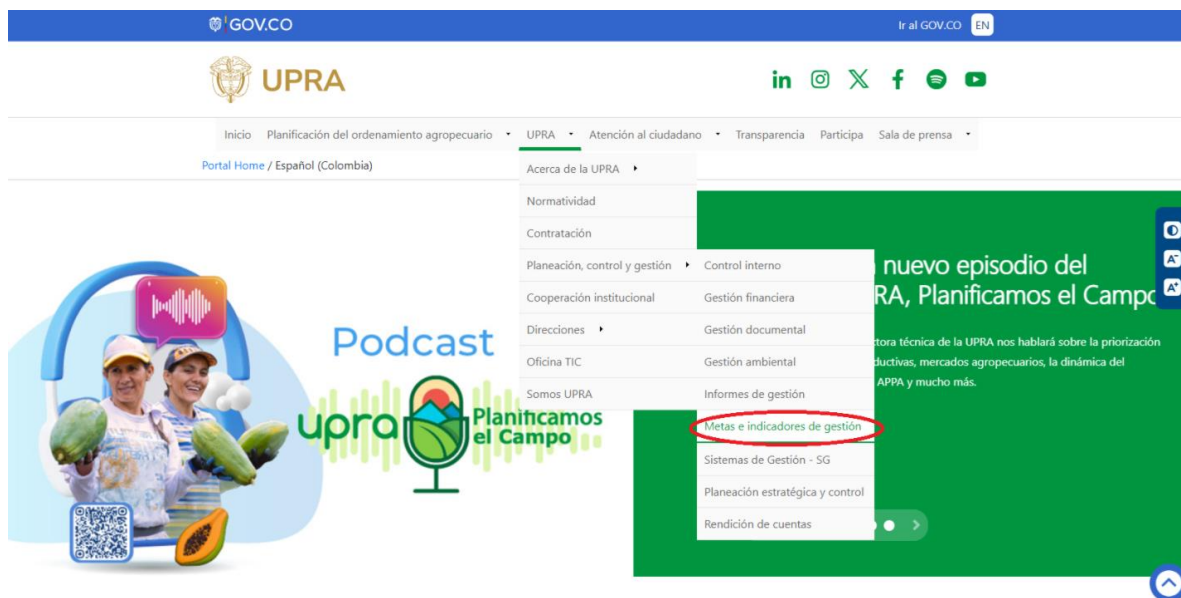 GOV.CO
Ir al GOV.CO EN
UPRA
Inicio Planificación del ordenamiento agropecuario UPRA Atención al ciudadano Transparencia Participa Sala de prensa
Portal Home / Español (Colombia)
Acerca de la UPRA
Normatividad
Contratación
Planeación, control y gestión
Cooperación institucional
Direcciones
Oficina TIC
Somos UPRA
Control interno
Gestión financiera
Gestión documental
Gestión ambiental
Informes de gestión
Metas e indicadores de gestión
Sistemas de Gestión - SG
Planeación estratégica y control
Rendición de cuentas
nuevo episodio del
RA, Planificamos el Campo
tora técnica de la UPRA nos hablará sobre la priorización
ductivas, mercados agropecuarios, la dinámica del
APPA y mucho más.
Podcast
upra Planificamos
el Campo
A-
A+